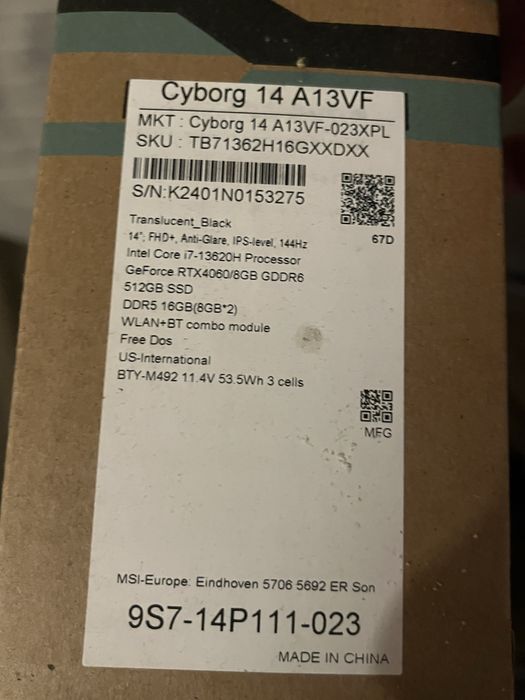 Cyborg 14 A13VF
MKT : Cyborg 14 A13VF-023XPL
SKU : TB71362H16GXXDXX
S/N:K2401N0153275
67D
Translucent_Black
14", FHD+, Anti-Glare, IPS-level, 144Hz
Intel Core i7-13620H Processor
GeForce RTX4060/8GB GDDR6
512GB SSD
DDR5 16GB(8GB*2)
WLAN+BT combo module
Free Dos
US-International
BTY-M492 11.4V 53.5Wh 3 cells
MFG
MSI-Europe: Eindhoven 5706 5692 ER Son
9S7-14P111-023
MADE IN CHINA